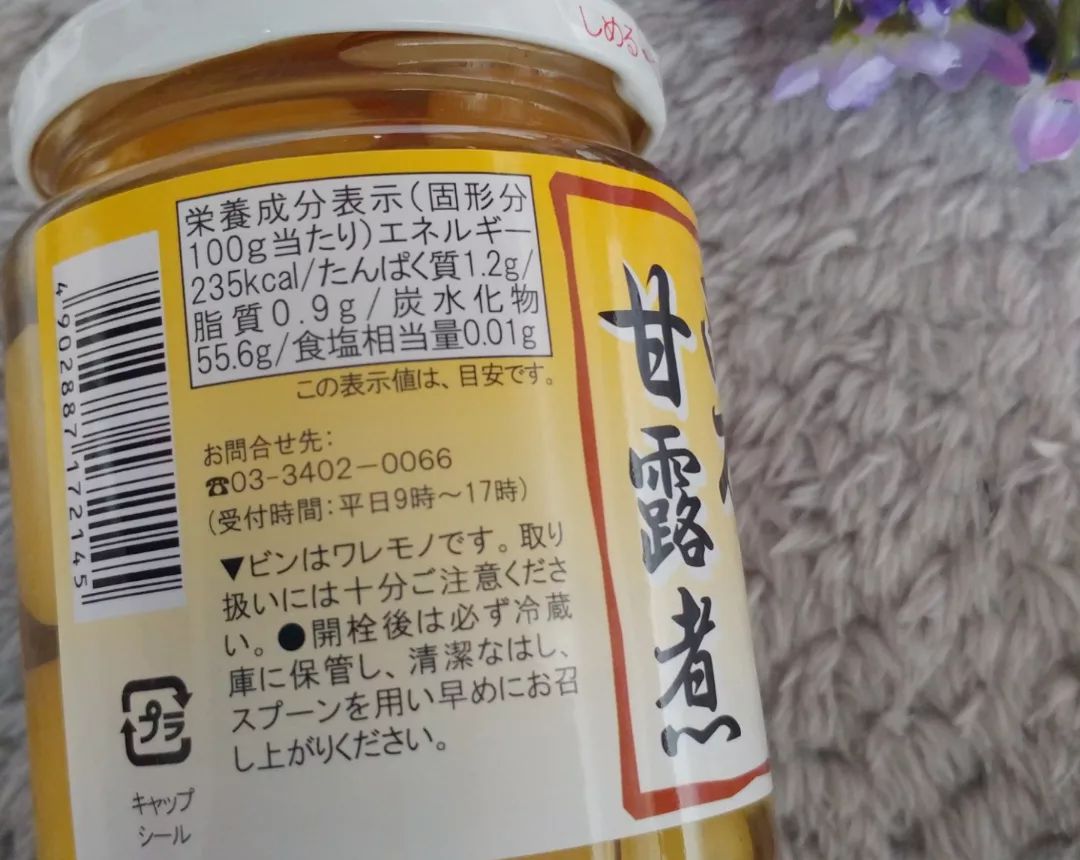 しめる
栄養成分表示(固形分
100g当たり)エネルギー
235kcal/たんぱく質1.2g/
脂質0.9g/炭水化物
55.6g/食塩相当量0.01g
この表示値は、目安です。
お問合せ先:
☎03-3402-0066
(受付時間:平日9時〜17時)
▼ビンはワレモノです。取り
扱いには十分ご注意くださ
い。●開栓後は必ず冷蔵
庫に保管し、清潔なはし、
スプーンを用い早めにお召
し上がりください。
4902887172145
プラ
キャップ
シール
甘露煮